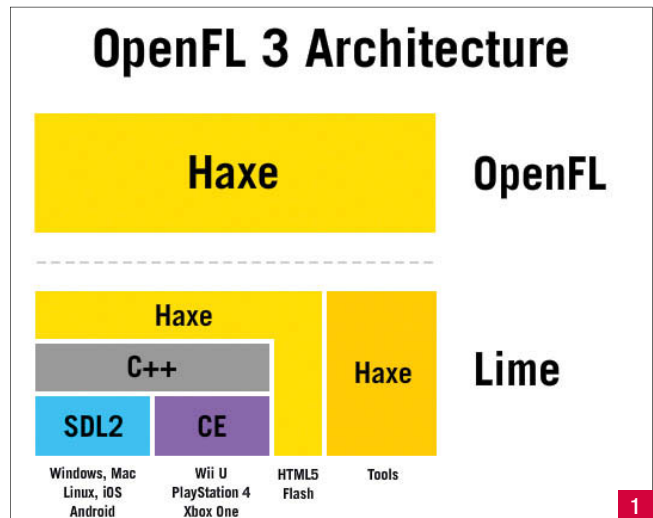 OpenFL 3 Architecture
Haxe
OpenFL
Haxe
C++
Haxe
Lime
SDL2
CE
Windows, Mac
Linux, iOS
Android
Wii U
PlayStation 4
Xbox One
HTML5
Flash
Tools
1